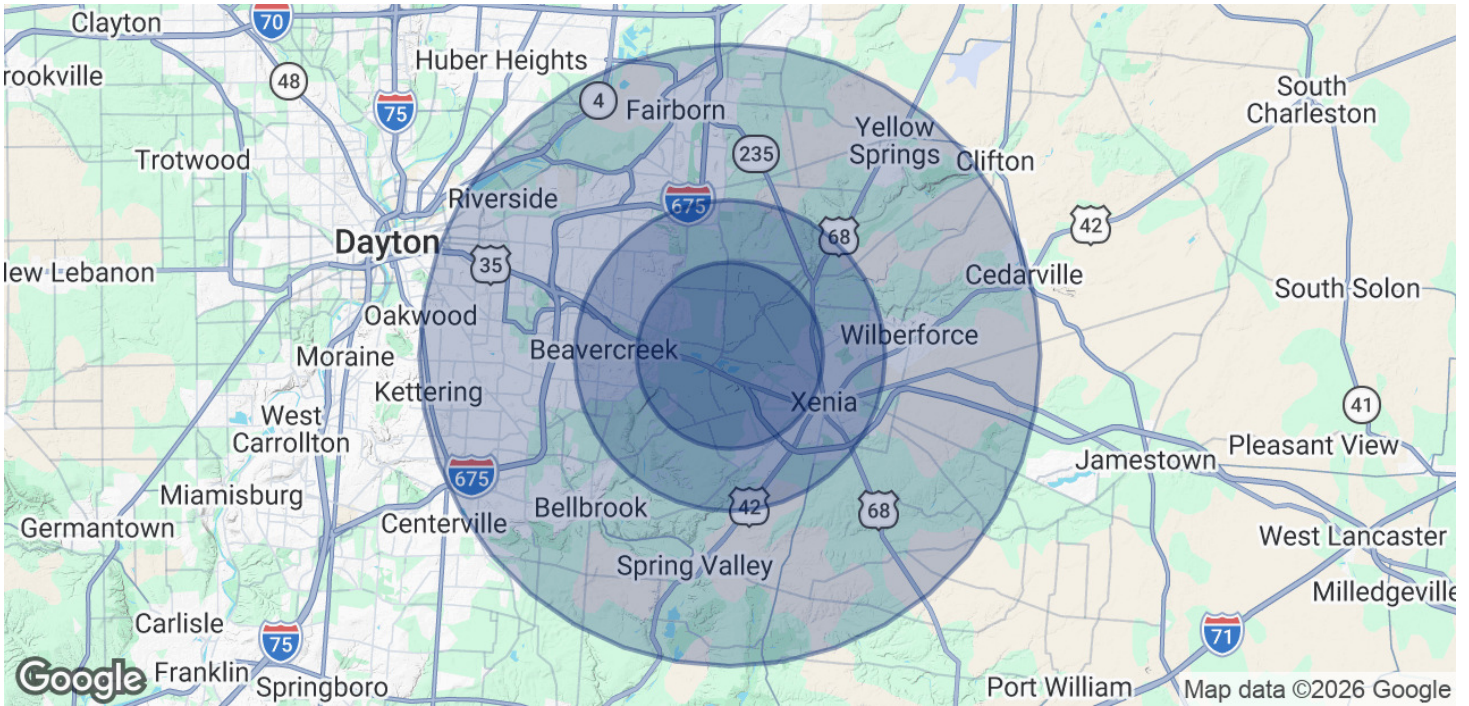 Clayton
70
rookville
48
Huber Heights
75
4
Fairborn
South
Charleston
Yellow
Springs
235
Trotwood
Clifton
Riverside
675
Dayton
68
42
35
New Lebanon
Cedarville
South Solon
Oakwood
Wilberforce
Moraine
Beavercreek
Kettering
Xenia
41
West
Carrollton
Pleasant View
675
Jamestown
Miamisburg
Bellbrook
42
68
Germantown
Centerville
West Lancaster
Spring Valley
Milledgeville
Carlisle
75
71
Franklin
Springboro
Port William
Google
Map data ©2026 Google